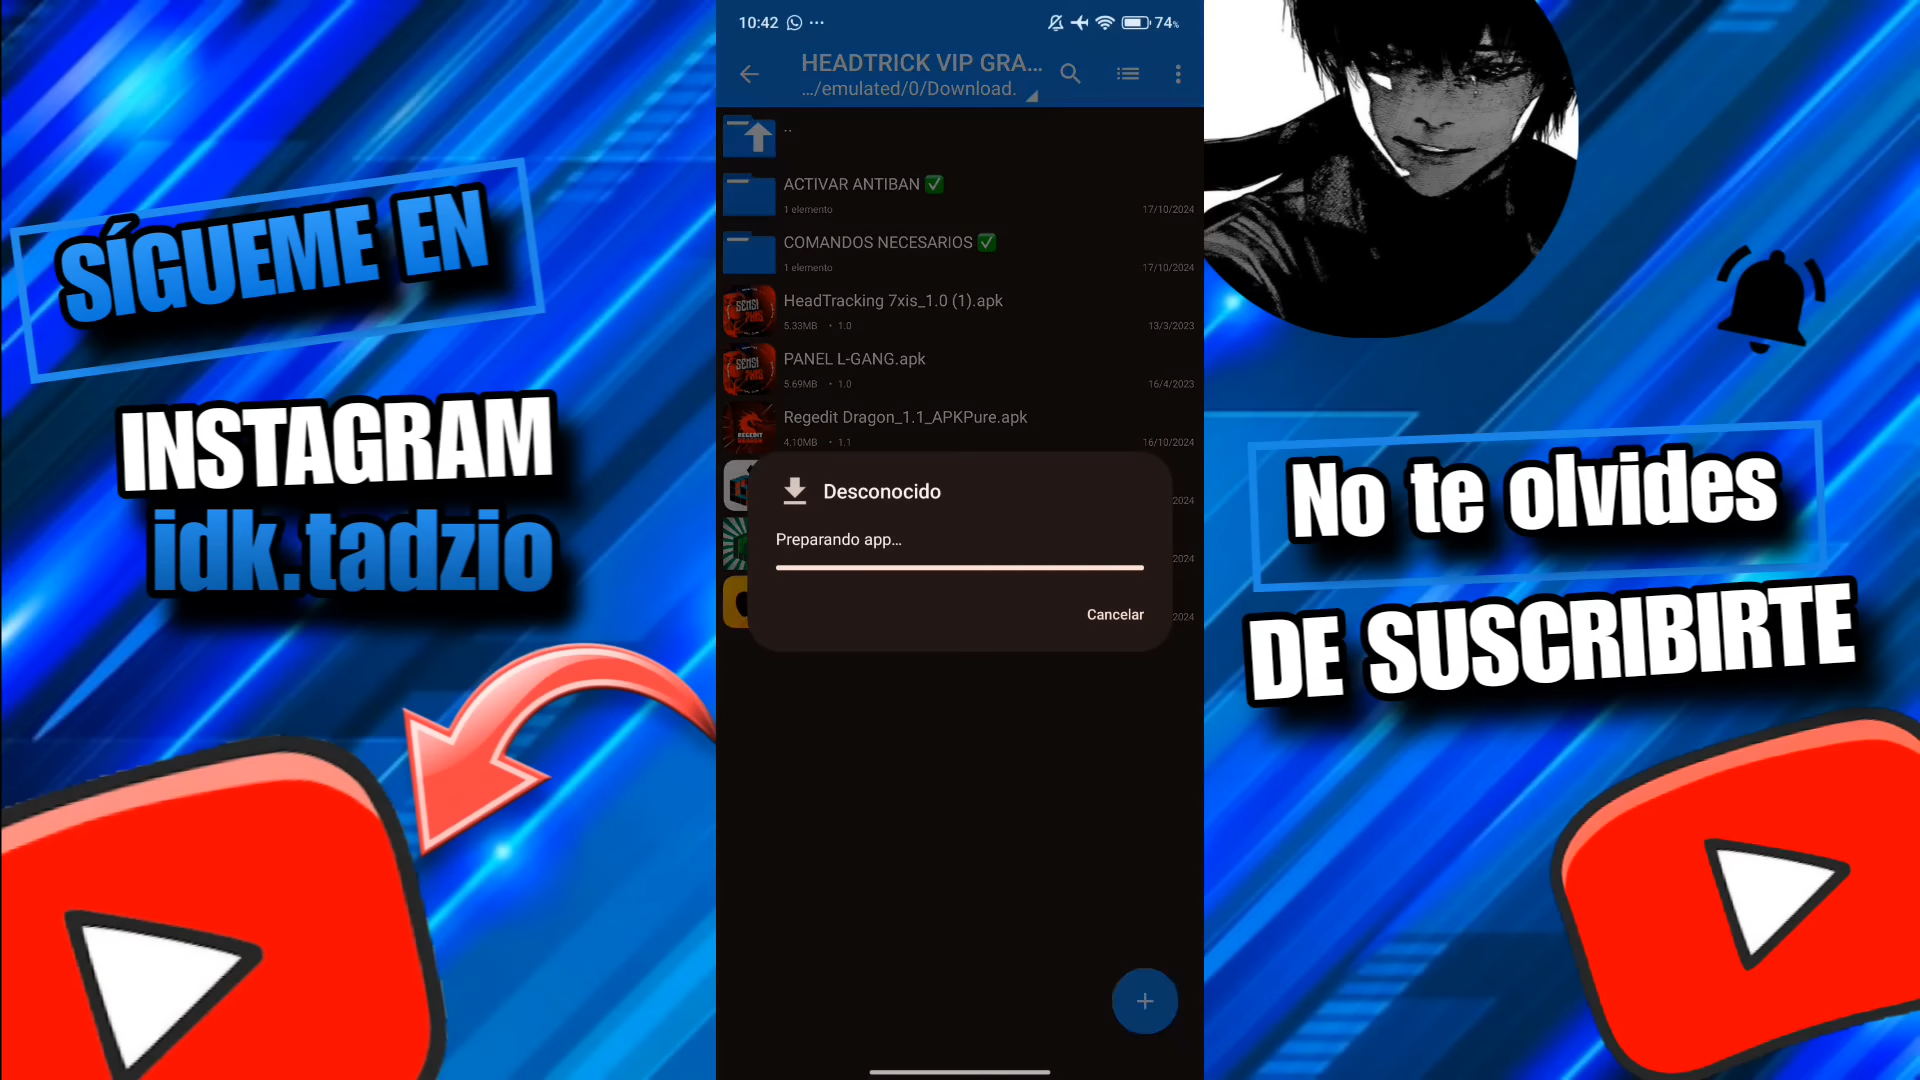 SÍGUEME EN
INSTAGRAM
idk.tadzio
10:42
74%
HEADTRICK VIP GRA...
.../emulated/0/Download.
..
ACTIVAR ANTIBAN ✅
1 elemento
17/10/2024
COMANDOS NECESARIOS ✅
1 elemento
17/10/2024
HeadTracking 7xis_1.0 (1).apk
5.33MB • 1.0
13/3/2023
PANEL L-GANG.apk
5.69MB • 1.0
16/4/2023
Regedit Dragon_1.1_APKPure.apk
4.10MB • 1.1
16/10/2024
2024
2024
2024
Desconocido
Preparando app...
Cancelar
No te olvides
DE SUSCRIBIRTE